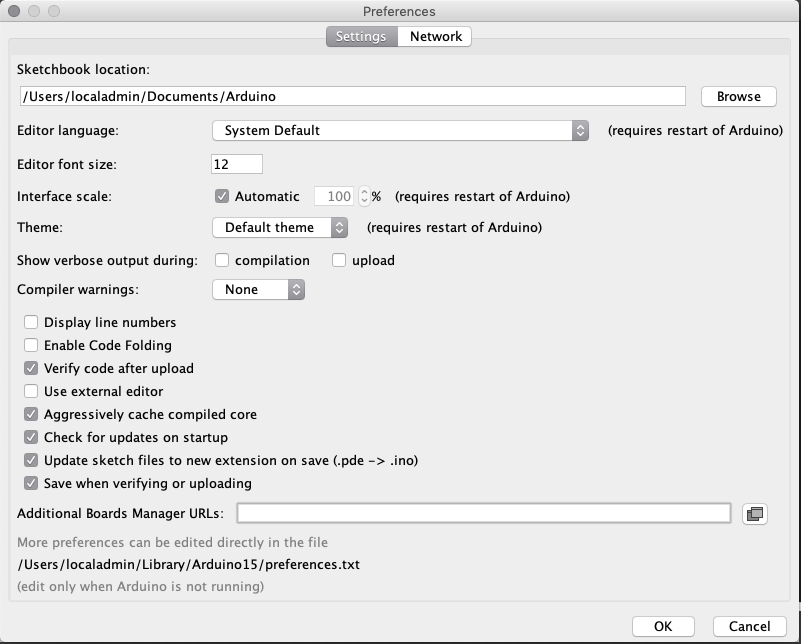 Preferences
Settings Network
Sketchbook location:
/Users/localadmin/Documents/Arduino Browse
Editor language: System Default (requires restart of Arduino)
Editor font size: 12
Interface scale: Automatic 100 % (requires restart of Arduino)
Theme: Default theme (requires restart of Arduino)
Show verbose output during: compilation upload
Compiler warnings: None
Display line numbers
Enable Code Folding
Verify code after upload
Use external editor
Aggressively cache compiled core
Check for updates on startup
Update sketch files to new extension on save (.pde -> .ino)
Save when verifying or uploading
Additional Boards Manager URLs:
More preferences can be edited directly in the file
/Users/localadmin/Library/Arduino15/preferences.txt
(edit only when Arduino is not running)
OK Cancel